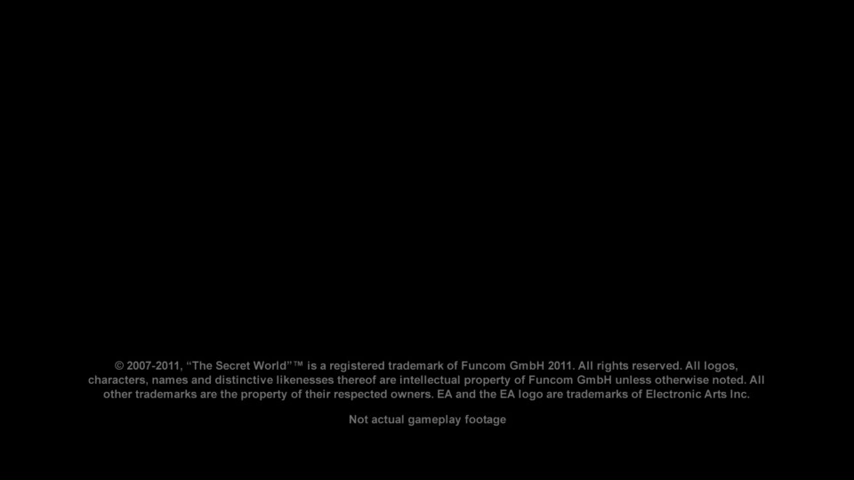 © 2007-2011, “The Secret World”™ is a registered trademark of Funcom GmbH 2011. All rights reserved. All logos,
characters, names and distinctive likenesses thereof are intellectual property of Funcom GmbH unless otherwise noted. All
other trademarks are the property of their respected owners. EA and the EA logo are trademarks of Electronic Arts Inc.
Not actual gameplay footage